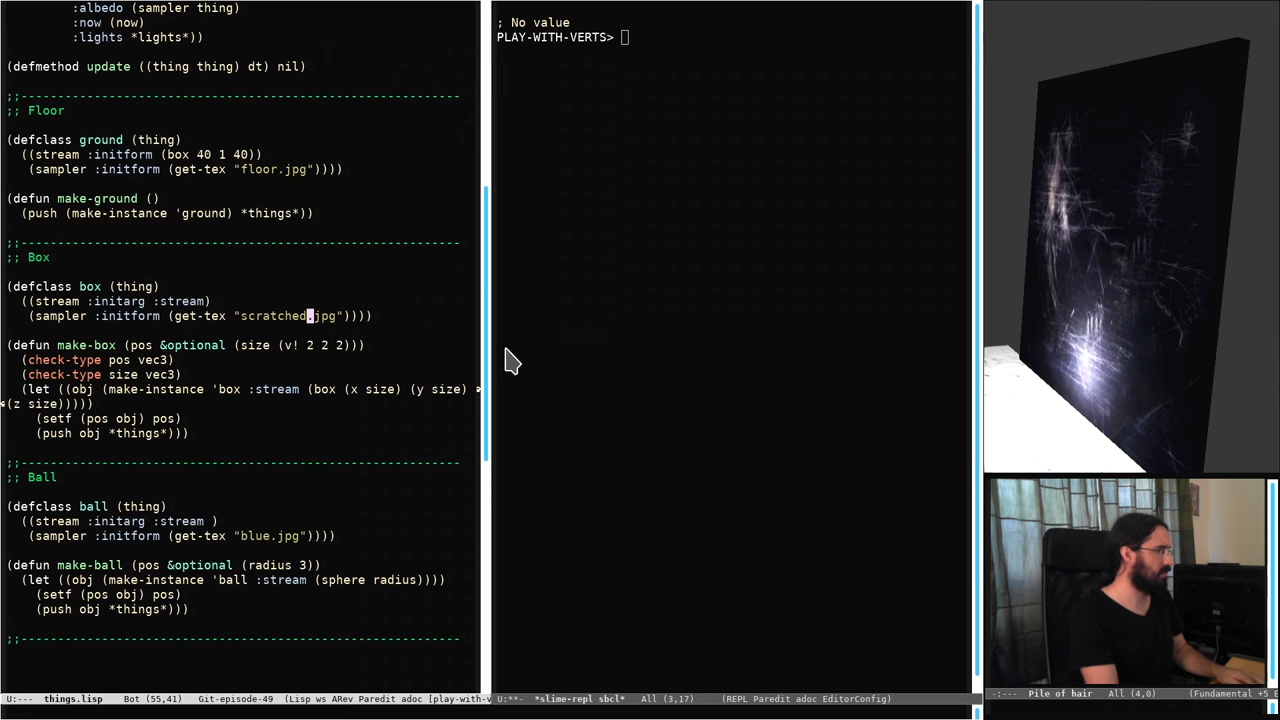 :albedo (sampler thing)
:now (now)
:lights *lights*))
(defmethod update ((thing thing) dt) nil)
;;------------------------------------------------------------
;; Floor
(defclass ground (thing)
((stream :initform (box 40 1 40))
(sampler :initform (get-tex "floor.jpg"))))
(defun make-ground ()
(push (make-instance 'ground) *things*))
;;------------------------------------------------------------
;; Box
(defclass box (thing)
((stream :initarg :stream)
(sampler :initform (get-tex "scratched.jpg"))))
(defun make-box (pos &optional (size (v! 2 2 2)))
(check-type pos vec3)
(check-type size vec3)
(let ((obj (make-instance 'box :stream (box (x size) (y size)
(z size)))))
(setf (pos obj) pos)
(push obj *things*)))
;;------------------------------------------------------------
;; Ball
(defclass ball (thing)
((stream :initarg :stream )
(sampler :initform (get-tex "blue.jpg"))))
(defun make-ball (pos &optional (radius 3))
(let ((obj (make-instance 'ball :stream (sphere radius))))
(setf (pos obj) pos)
(push obj *things*)))
;;------------------------------------------------------------
U:--- things.lisp Bot (55,41) Git-episode-49 (Lisp ws ARev Paredit adoc [play-with-v
; No value
PLAY-WITH-VERTS>
U:**- *slime-repl sbcl* All (3,17) (REPL Paredit adoc EditorConfig)
-:--- Pile of hair All (4,0) (Fundamental +5 E